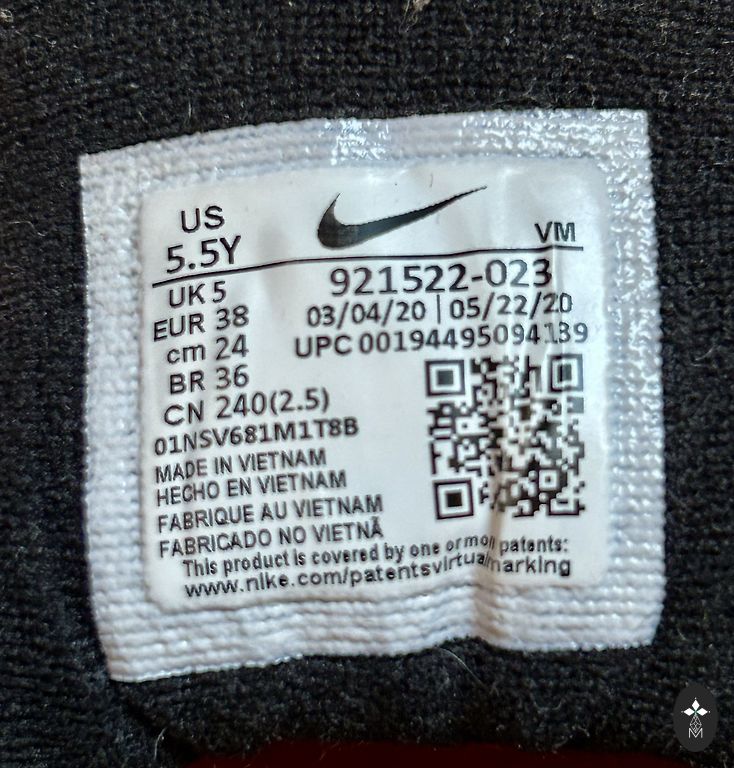 US
5.5Y
VM
UK 5
921522-023
EUR 38
03/04/20 | 05/22/20
cm 24
UPC 00194495094139
BR 36
CN 240(2.5)
01NSV681M1T8B
MADE IN VIETNAM
HECHO EN VIETNAM
FABRIQUE AU VIETNAM
FABRICADO NO VIETNÃ
This product is covered by one or mo patents:
www.nike.com/patentsvirtualmarking
M